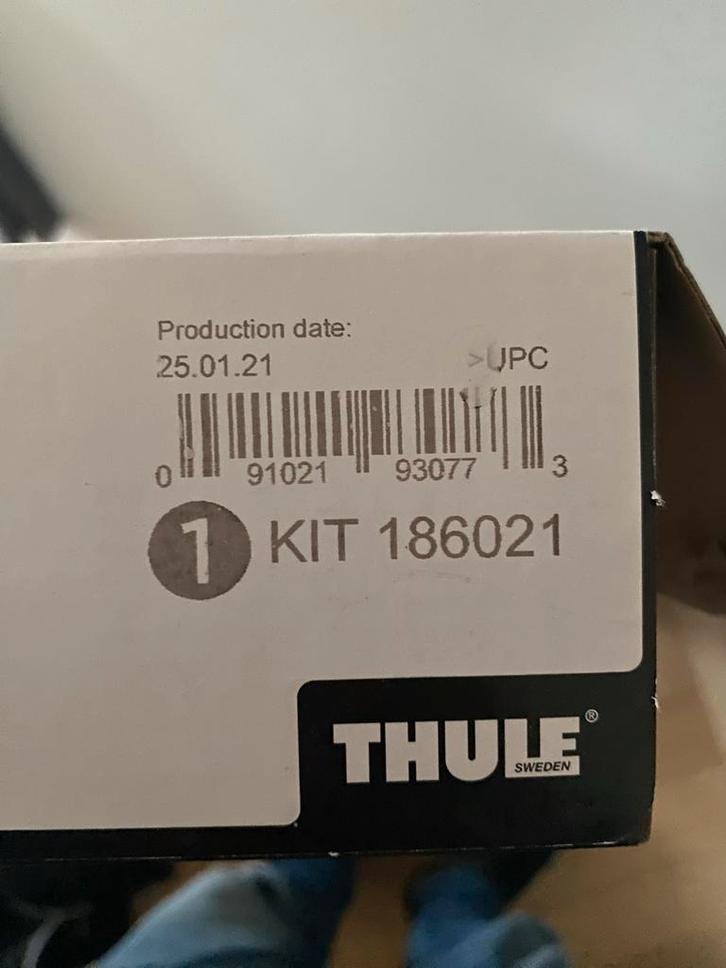 Production date:
25.01.21
>UPC
0 91021 93077 3
1 KIT 186021
THULE®
SWEDEN